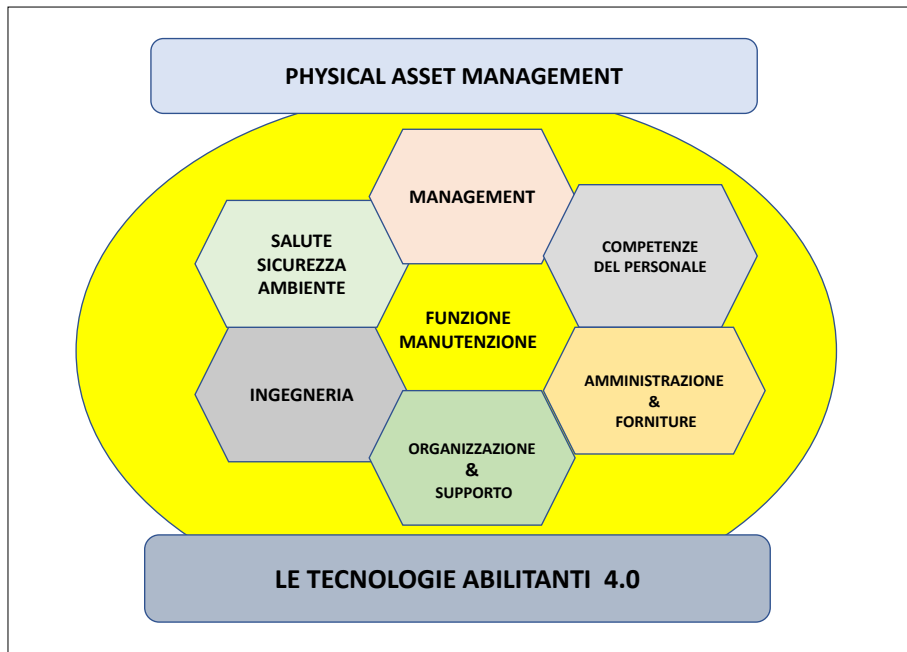 PHYSICAL ASSET MANAGEMENT
MANAGEMENT
SALUTE
SICUREZZA
AMBIENTE
COMPETENZE
DEL PERSONALE
FUNZIONE
MANUTENZIONE
INGEGNERIA
AMMINISTRAZIONE
&
FORNITURE
ORGANIZZAZIONE
&
SUPPORTO
LE TECNOLOGIE ABILITANTI 4.0